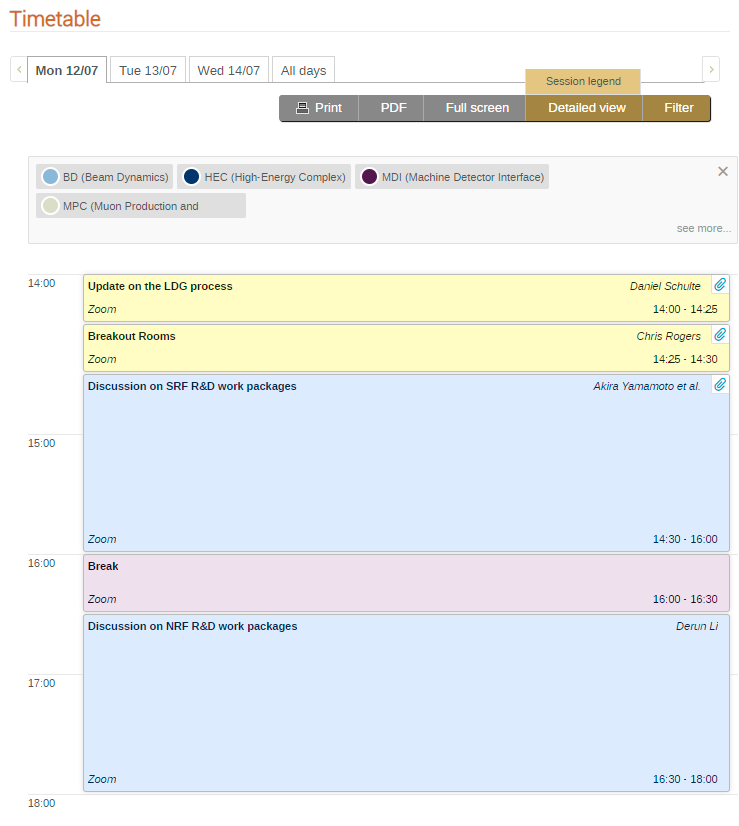 Timetable
Mon 12/07 Tue 13/07 Wed 14/07 All days
Session legend
Print PDF Full screen Detailed view Filter
BD (Beam Dynamics) HEC (High-Energy Complex) MDI (Machine Detector Interface)
MPC (Muon Production and
see more...
14:00 Update on the LDG process Daniel Schulte
Zoom 14:00 - 14:25
Breakout Rooms Chris Rogers
Zoom 14:25 - 14:30
Discussion on SRF R&D work packages Akira Yamamoto et al.
15:00
Zoom 14:30 - 16:00
16:00 Break
Zoom 16:00 - 16:30
Discussion on NRF R&D work packages Derun Li
17:00
Zoom 16:30 - 18:00
18:00